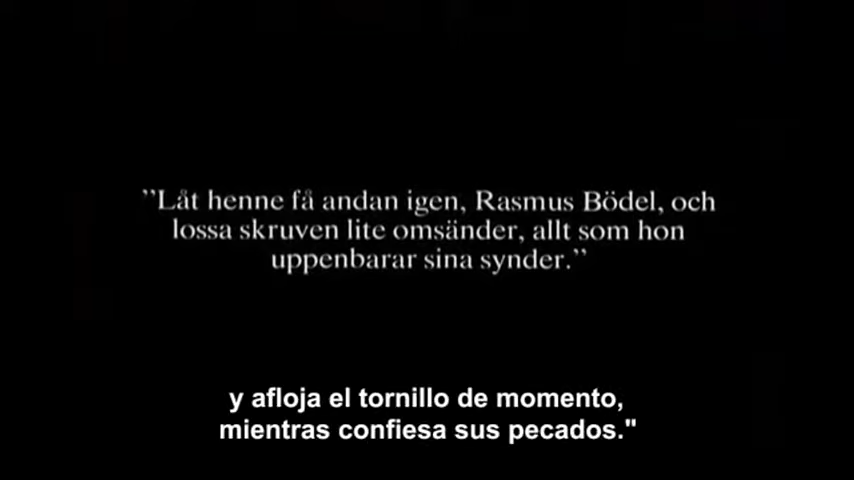 ”Låt henne få andan igen, Rasmus Bödel, och
lossa skruven lite omsänder, allt som hon
uppenbarar sina synder.”
y afloja el tornillo de momento,
mientras confiesa sus pecados."